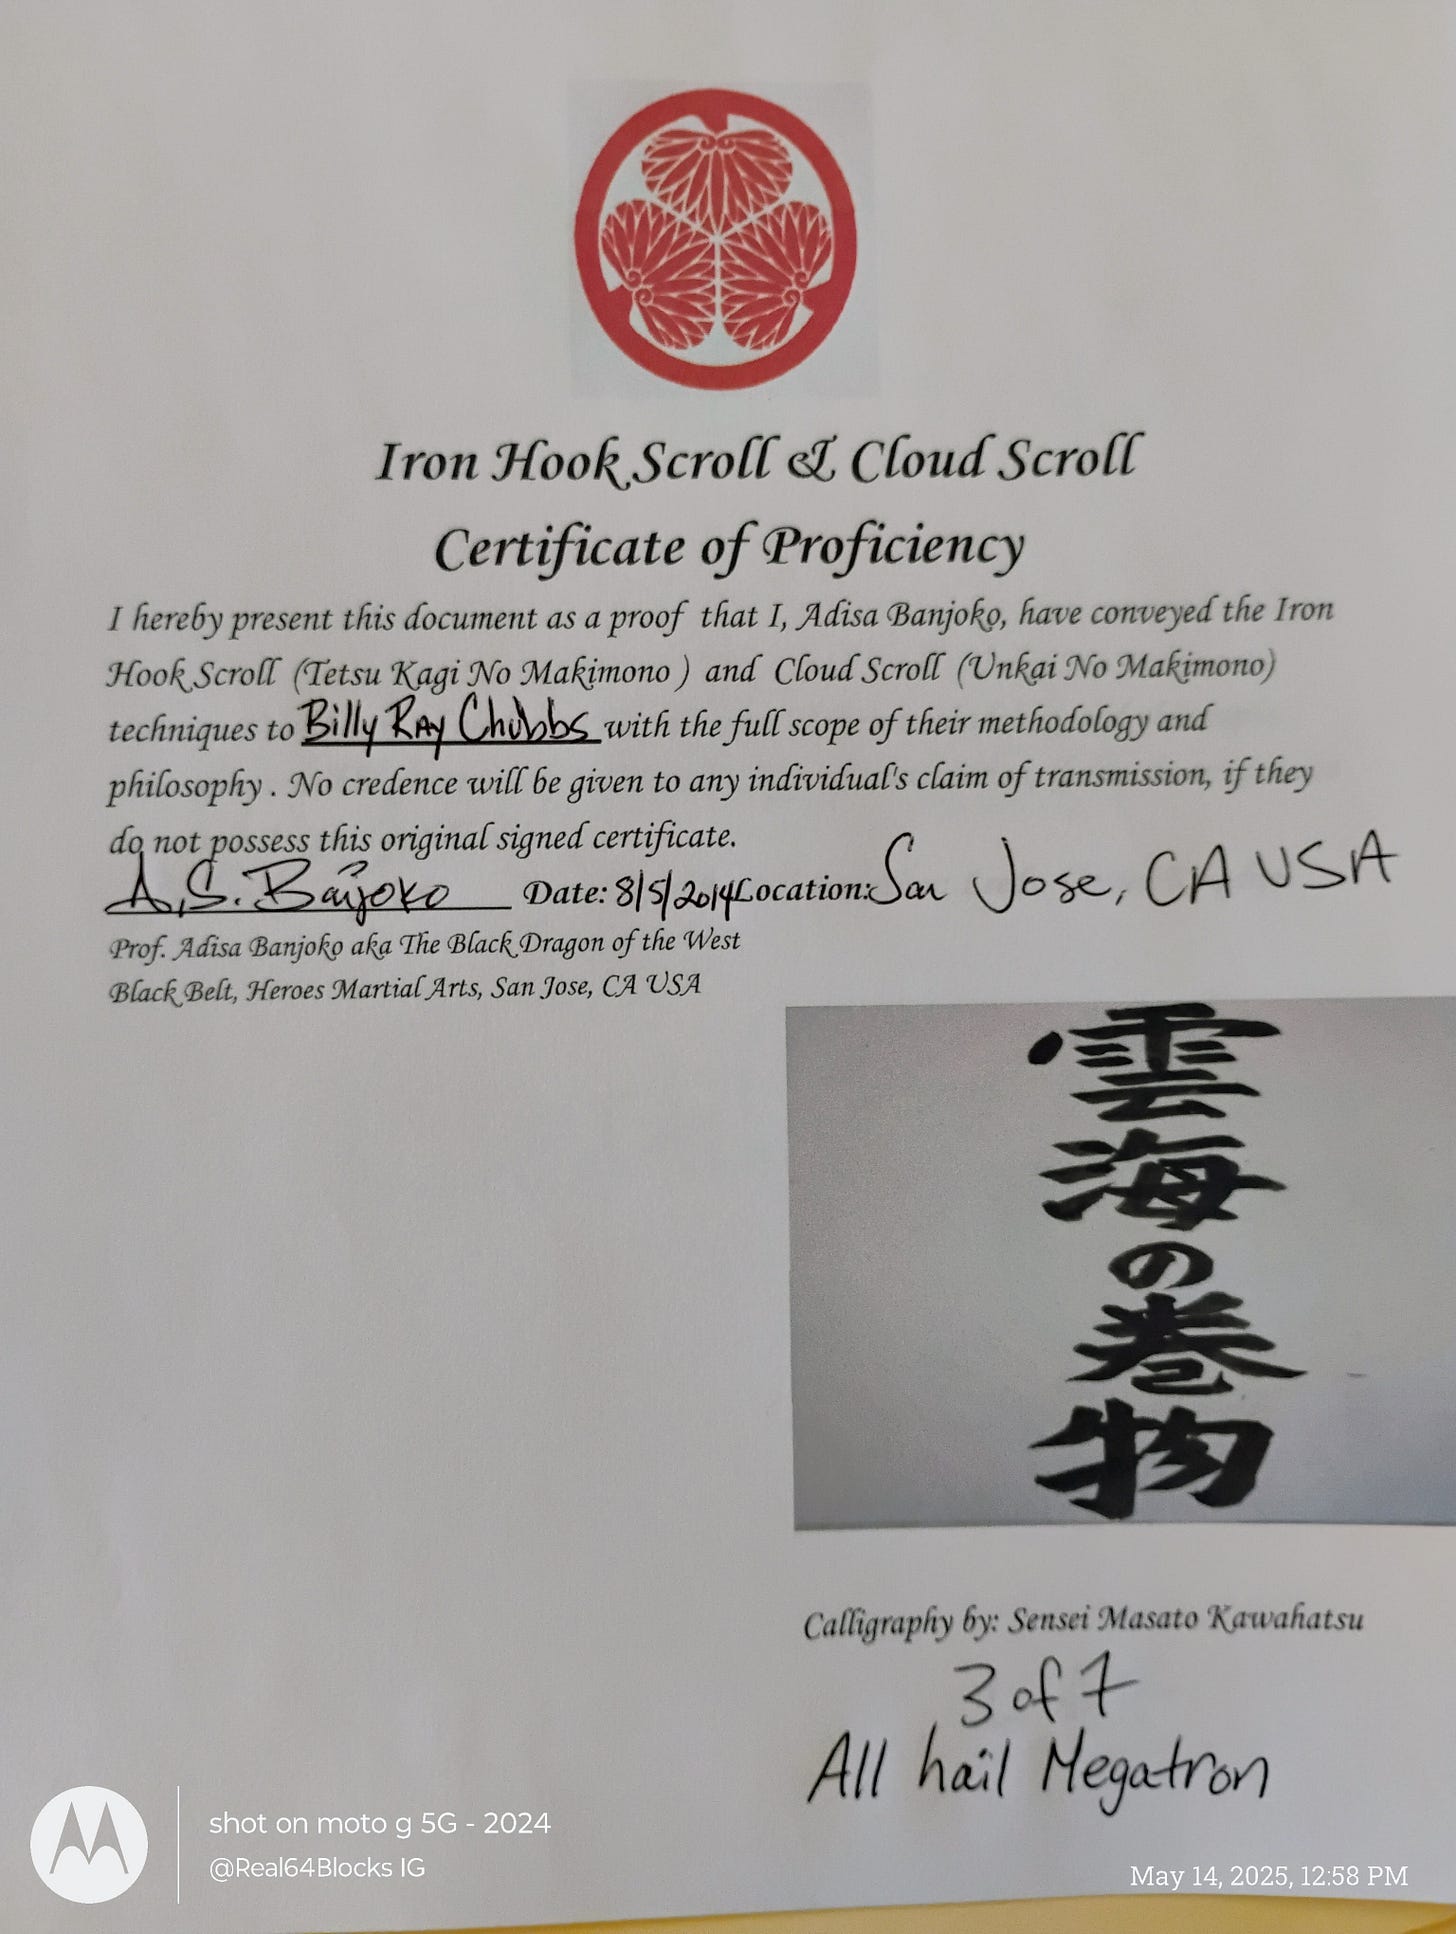 Iron Hook Scroll & Cloud Scroll
Certificate of Proficiency
I hereby present this document as a proof that I, Adisa Banjoko, have conveyed the Iron
Hook Scroll (Tetsu Kagi No Makimono ) and Cloud Scroll (Unkai No Makimono)
techniques to Billy Ray Chubbs with the full scope of their methodology and
philosophy . No credence will be given to any individual's claim of transmission, if they
do not possess this original signed certificate.
A.S. Banjoko Date: 8/5/2014 Location: San Jose, CA USA
Prof. Adisa Banjoko aka The Black Dragon of the West
Black Belt, Heroes Martial Arts, San Jose, CA USA
雲海の巻物
Calligraphy by: Sensei Masato Kawahatsu
3 of 7
All hail Megatron
shot on moto g 5G - 2024
@Real64Blocks IG
May 14, 2025, 12:58 PM